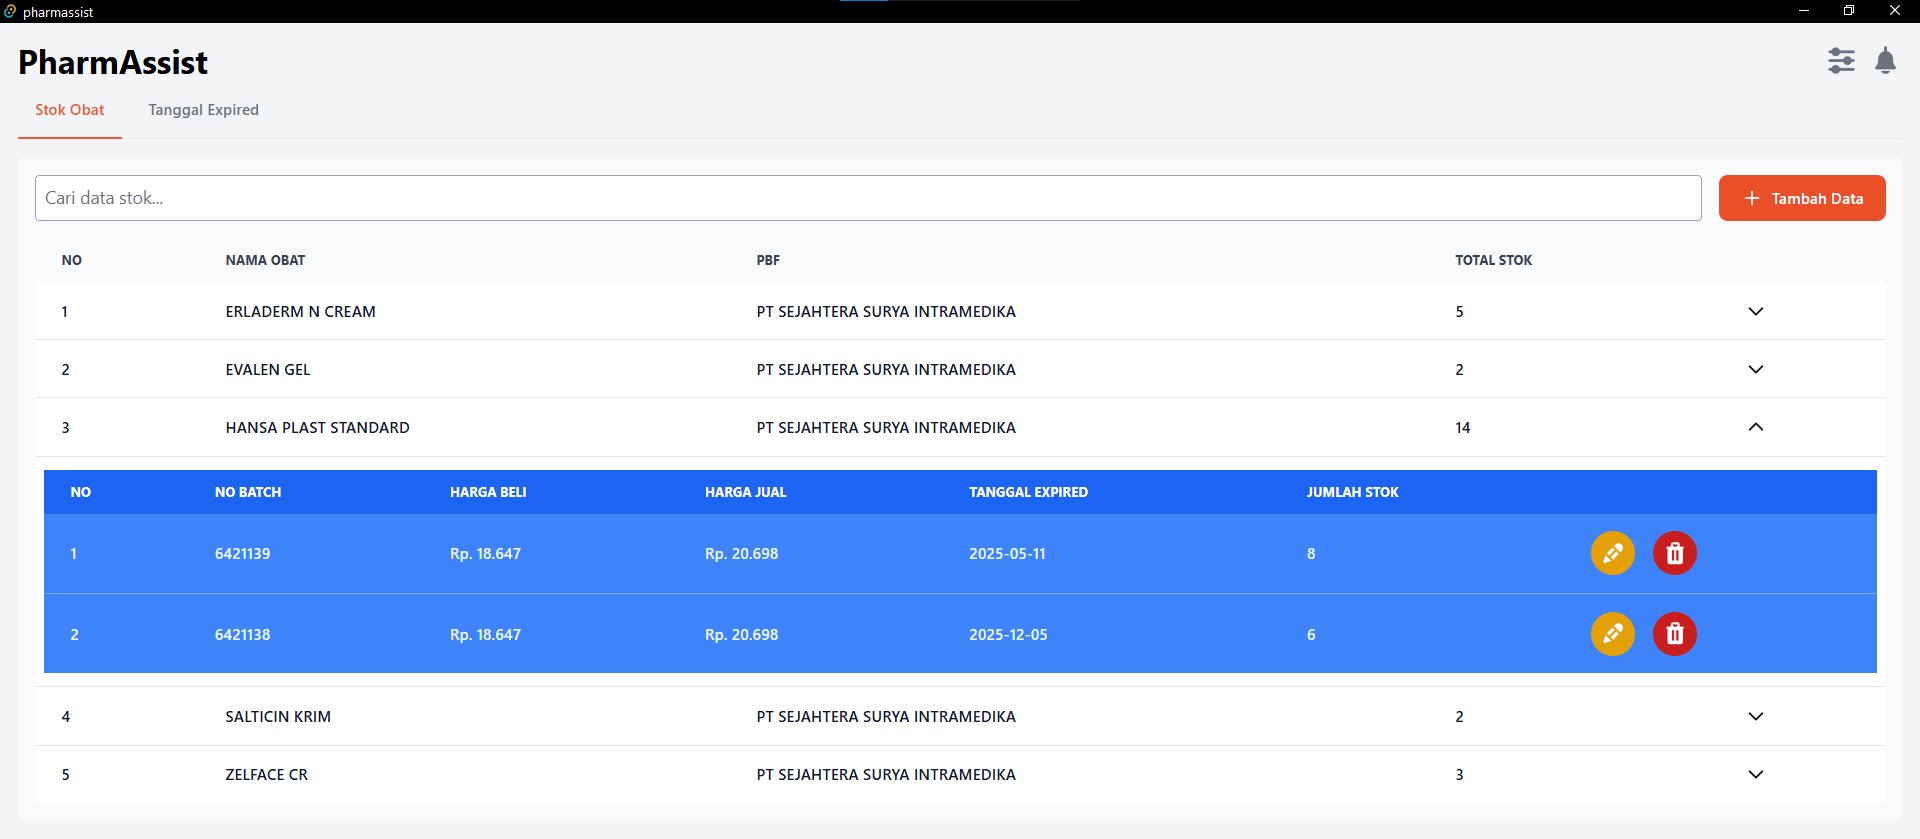 pharmassist
PharmAssist
Stok Obat Tanggal Expired
Cari data stok... Tambah Data
NO NAMA OBAT PBF TOTAL STOK
1 ERLADERM N CREAM PT SEJAHTERA SURYA INTRAMEDIKA 5
2 EVALEN GEL PT SEJAHTERA SURYA INTRAMEDIKA 2
3 HANSA PLAST STANDARD PT SEJAHTERA SURYA INTRAMEDIKA 14
NO NO BATCH HARGA BELI HARGA JUAL TANGGAL EXPIRED JUMLAH STOK
1 6421139 Rp. 18.647 Rp. 20.698 2025-05-11 8
2 6421138 Rp. 18.647 Rp. 20.698 2025-12-05 6
4 SALTICIN KRIM PT SEJAHTERA SURYA INTRAMEDIKA 2
5 ZELFACE CR PT SEJAHTERA SURYA INTRAMEDIKA 3